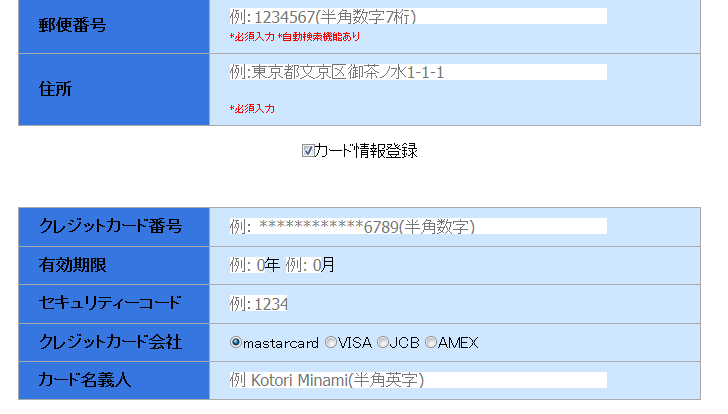 郵便番号 例: 1234567(半角数字7桁)
*必須入力 *自動検索機能あり
住所 例:東京都文京区御茶ノ水1-1-1
*必須入力
カード情報登録
クレジットカード番号 例: ************6789(半角数字)
有効期限 例: 0年 例: 0月
セキュリティーコード 例: 1234
クレジットカード会社 mastarcard VISA JCB AMEX
カード名義人 例 Kotori Minami(半角英字)